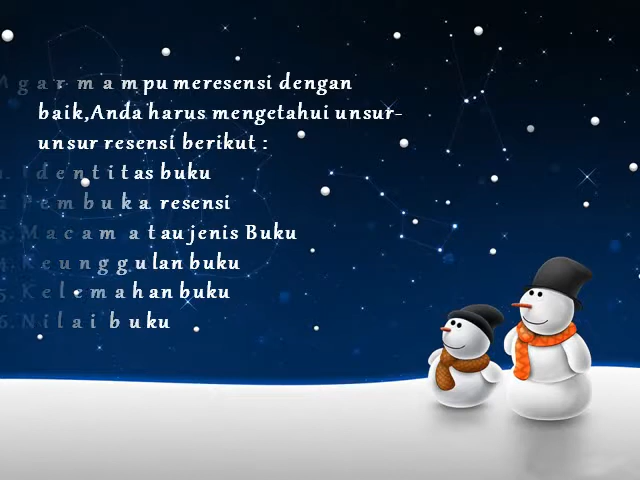 Agar mampu meresensi dengan
baik,Anda harus mengetahui unsur-
unsur resensi berikut :
1. Identitas buku
2. Pembuka resensi
3. Macam atau jenis Buku
4. Keunggulan buku
5. Kelemahan buku
6. Nilai buku